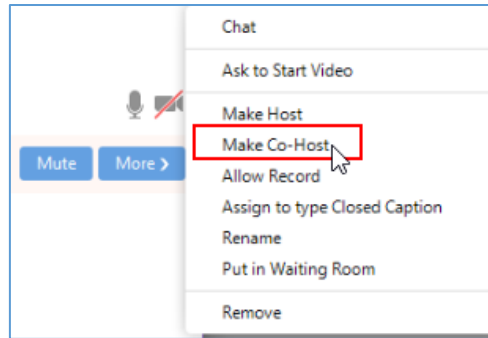 Chat
Ask to Start Video
Make Host
Make Co-Host
Mute
More >
Allow Record
Assign to type Closed Caption
Rename
Put in Waiting Room
Remove